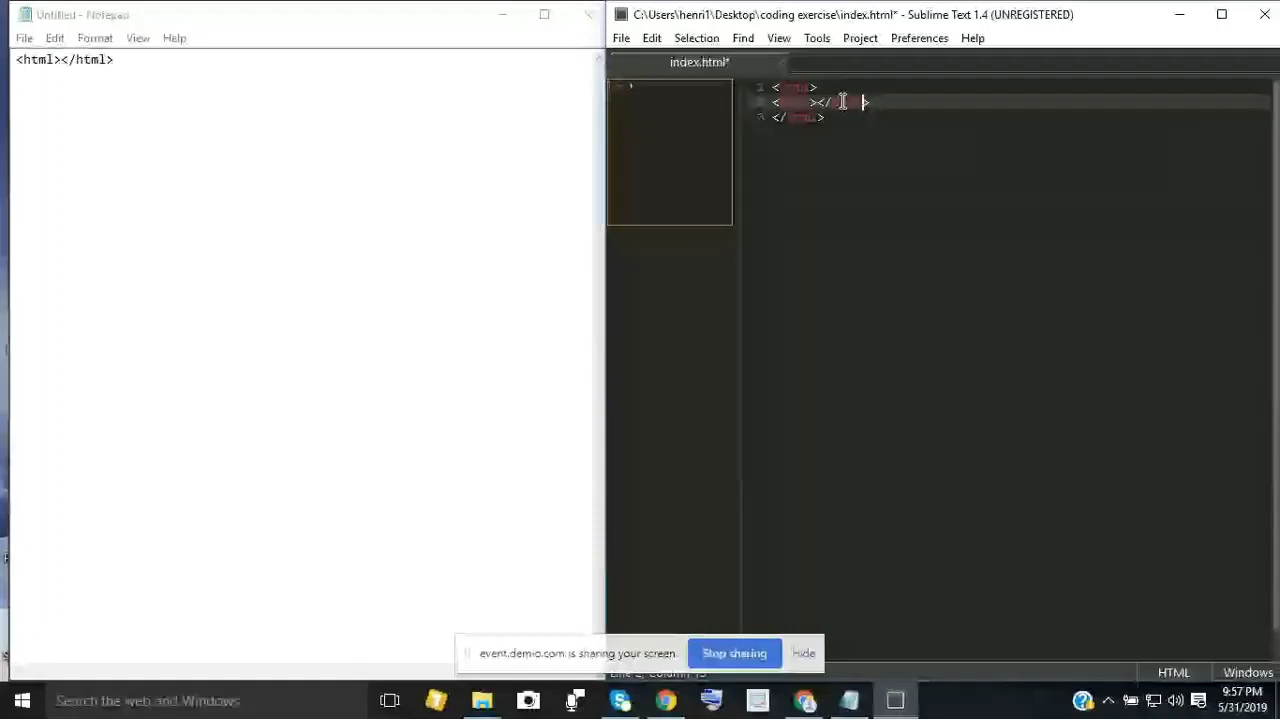 Untitled - Notepad
File Edit Format View Help
<html></html>
C:\Users\henri1\Desktop\coding exercise\index.html* - Sublime Text 1.4 (UNREGISTERED)
File Edit Selection Find View Tools Project Preferences Help
index.html*
event.demio.com is sharing your screen.
Stop sharing
Hide
HTML
Windows
Search the web and Windows
9:57 PM
5/31/2019